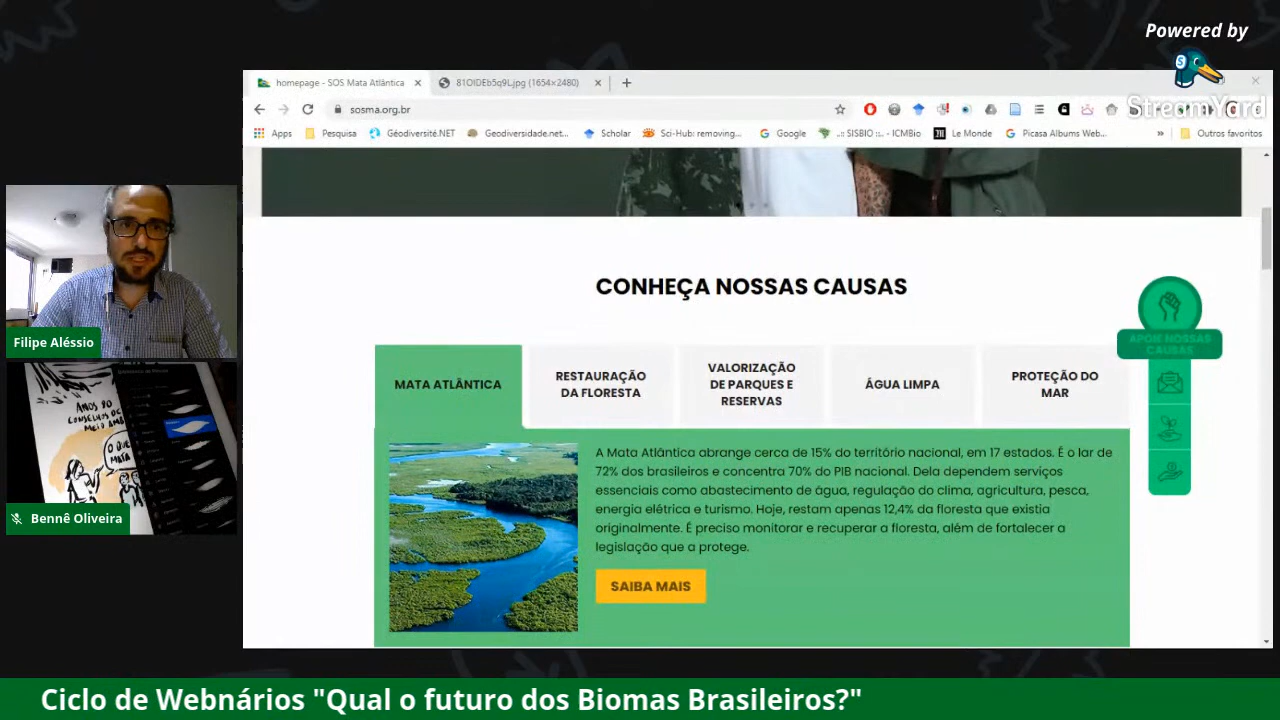 Powered by
StreamYard
homepage - SOS Mata Atlântica
81OIDEb5q9L.jpg (1654×2480)
sosma.org.br
Apps
Pesquisa
Géodiversité.NET
Geodiversidade.net...
Scholar
Sci-Hub: removing...
Google
.:: SISBIO ::. - ICMBio
Le Monde
Picasa Albums Web...
»
Outros favoritos
CONHEÇA NOSSAS CAUSAS
APOIE NOSSAS
CAUSAS
MATA ATLÂNTICA
RESTAURAÇÃO
DA FLORESTA
VALORIZAÇÃO
DE PARQUES E
RESERVAS
ÁGUA LIMPA
PROTEÇÃO DO
MAR
A Mata Atlântica abrange cerca de 15% do território nacional, em 17 estados. É o lar de
72% dos brasileiros e concentra 70% do PIB nacional. Dela dependem serviços
essenciais como abastecimento de água, regulação do clima, agricultura, pesca,
energia elétrica e turismo. Hoje, restam apenas 12,4% da floresta que existia
originalmente. É preciso monitorar e recuperar a floresta, além de fortalecer a
legislação que a protege.
SAIBA MAIS
Filipe Aléssio
ANOS 90
O QUE
Bennê Oliveira
Ciclo de Webnários "Qual o futuro dos Biomas Brasileiros?"